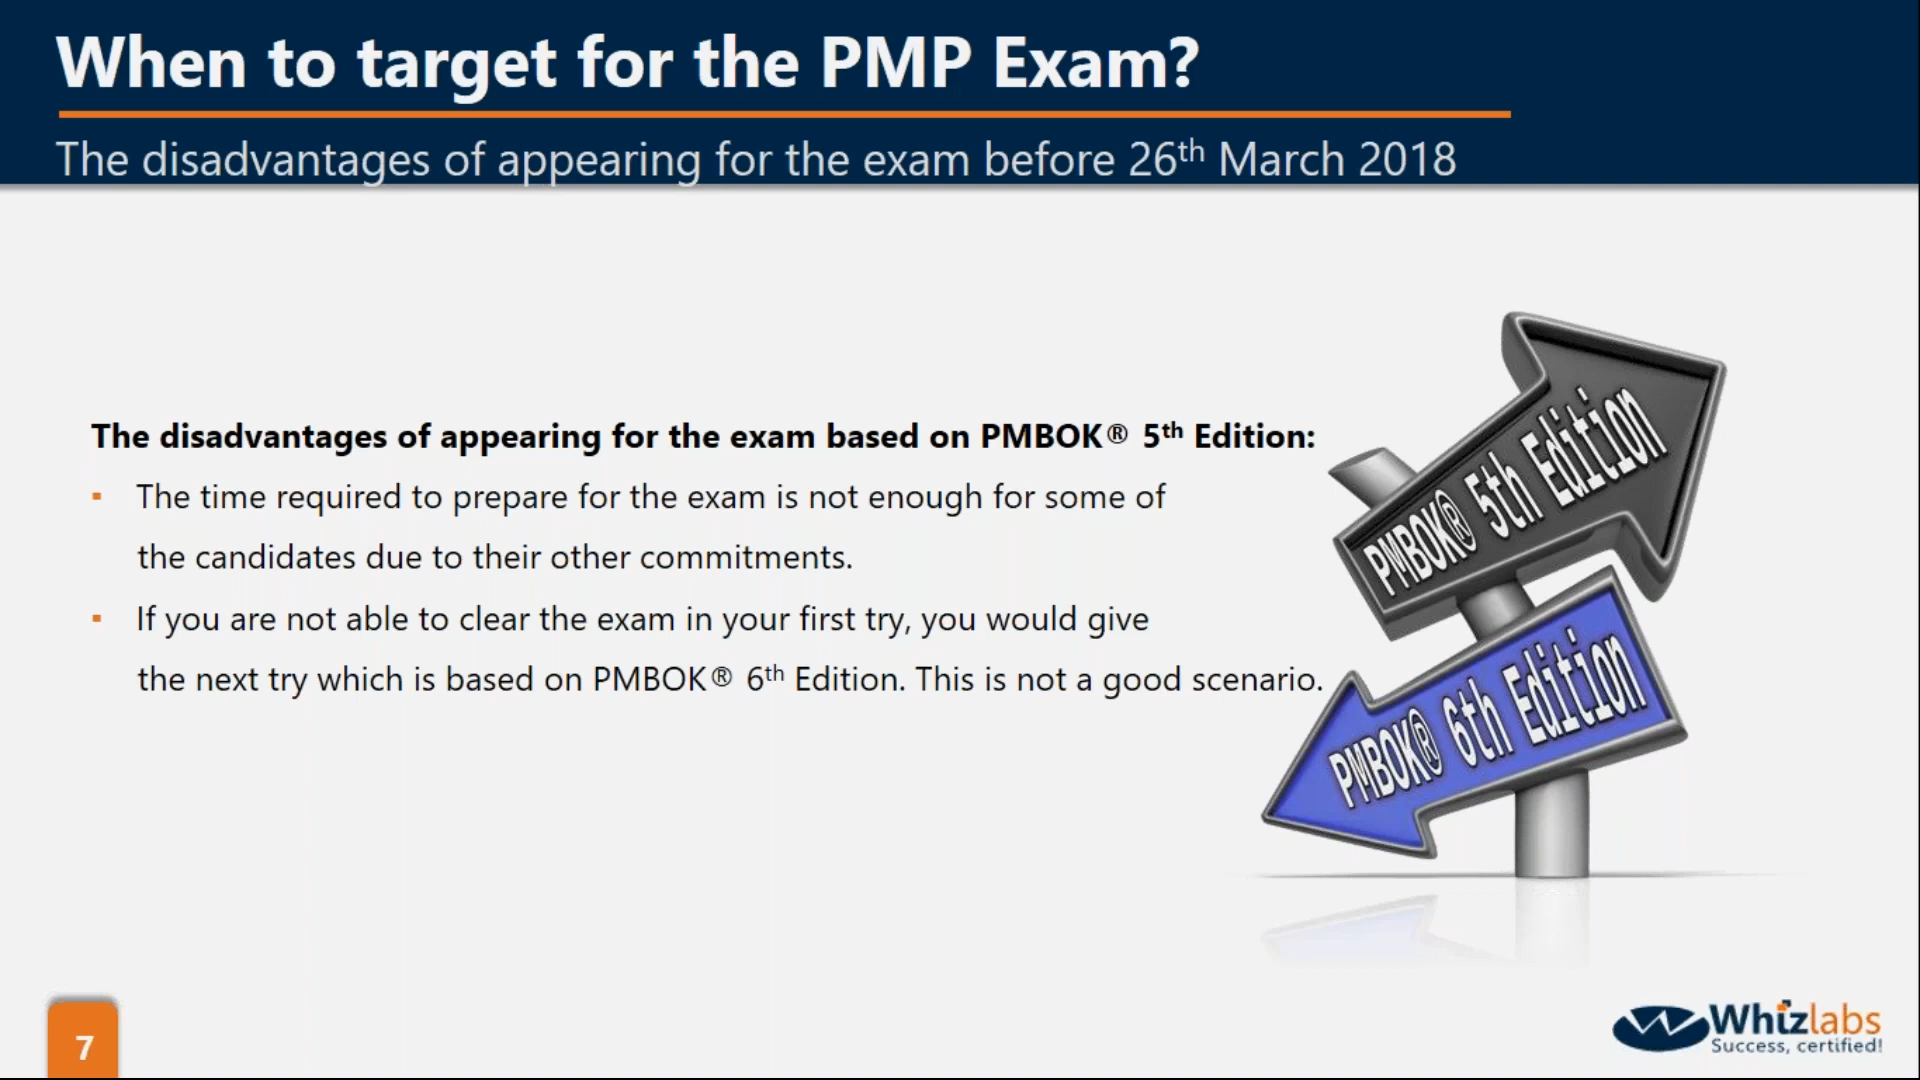 When to target for the PMP Exam?
The disadvantages of appearing for the exam before 26th March 2018
The disadvantages of appearing for the exam based on PMBOK® 5th Edition:
▪ The time required to prepare for the exam is not enough for some of
the candidates due to their other commitments.
▪ If you are not able to clear the exam in your first try, you would give
the next try which is based on PMBOK® 6th Edition. This is not a good scenario.
PMBOK® 5th Edition
PMBOK® 6th Edition
7
Whizlabs
Success, certified!